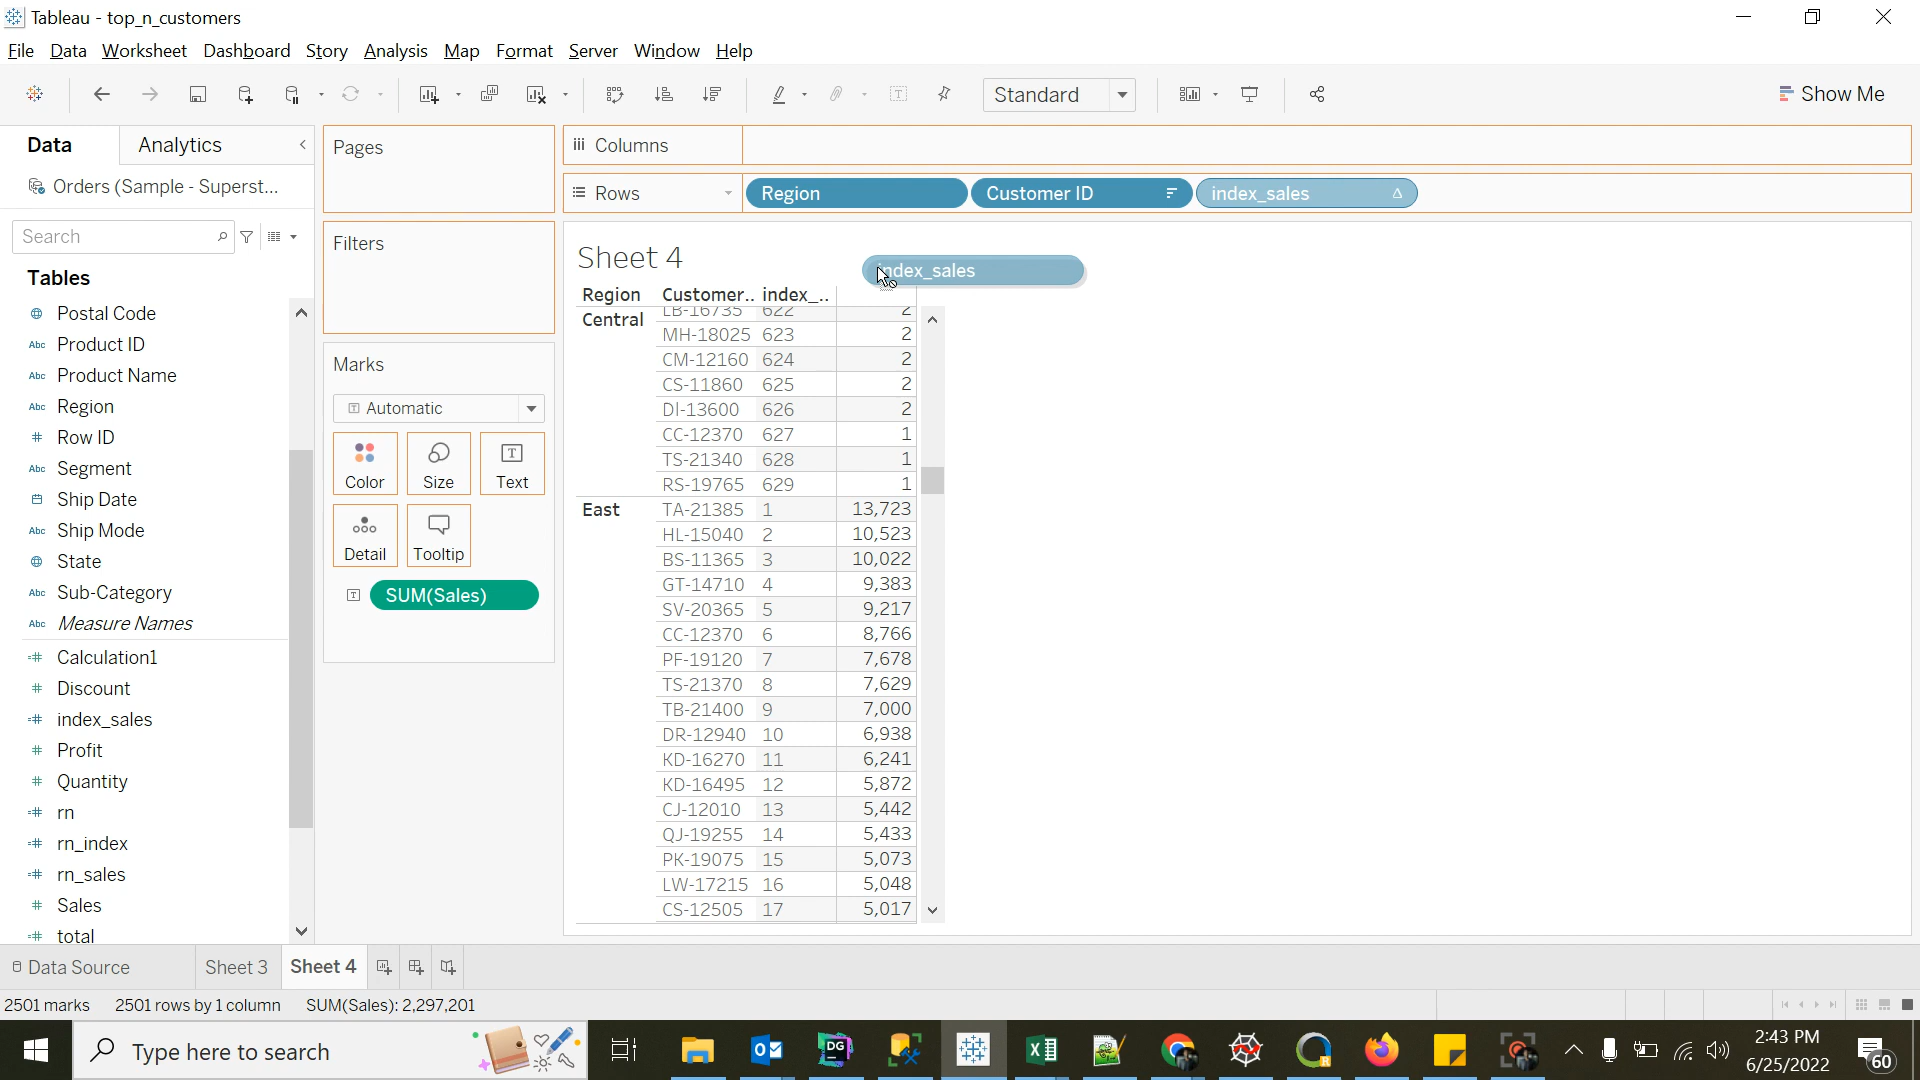 Tableau - top_n_customers
File Data Worksheet Dashboard Story Analysis Map Format Server Window Help
Standard
Show Me
Data
Analytics
Orders (Sample - Superst...
Search
Tables
Postal Code
Abc Product ID
Abc Product Name
Abc Region
# Row ID
Abc Segment
Ship Date
Abc Ship Mode
State
Abc Sub-Category
Abc Measure Names
=# Calculation1
# Discount
=# index_sales
# Profit
# Quantity
=# rn
=# rn_index
=# rn_sales
# Sales
=# total
Pages
Filters
Marks
Automatic
Color
Size
Text
Detail
Tooltip
SUM(Sales)
Columns
Rows
Region
Customer ID
index_sales
Sheet 4
index_sales
Region Customer.. index_..
Central LB-16735 622 2
MH-18025 623 2
CM-12160 624 2
CS-11860 625 2
DI-13600 626 2
CC-12370 627 1
TS-21340 628 1
RS-19765 629 1
East TA-21385 1 13,723
HL-15040 2 10,523
BS-11365 3 10,022
GT-14710 4 9,383
SV-20365 5 9,217
CC-12370 6 8,766
PF-19120 7 7,678
TS-21370 8 7,629
TB-21400 9 7,000
DR-12940 10 6,938
KD-16270 11 6,241
KD-16495 12 5,872
CJ-12010 13 5,442
QJ-19255 14 5,433
PK-19075 15 5,073
LW-17215 16 5,048
CS-12505 17 5,017
Data Source
Sheet 3
Sheet 4
2501 marks 2501 rows by 1 column SUM(Sales): 2,297,201
Type here to search
2:43 PM
6/25/2022
60